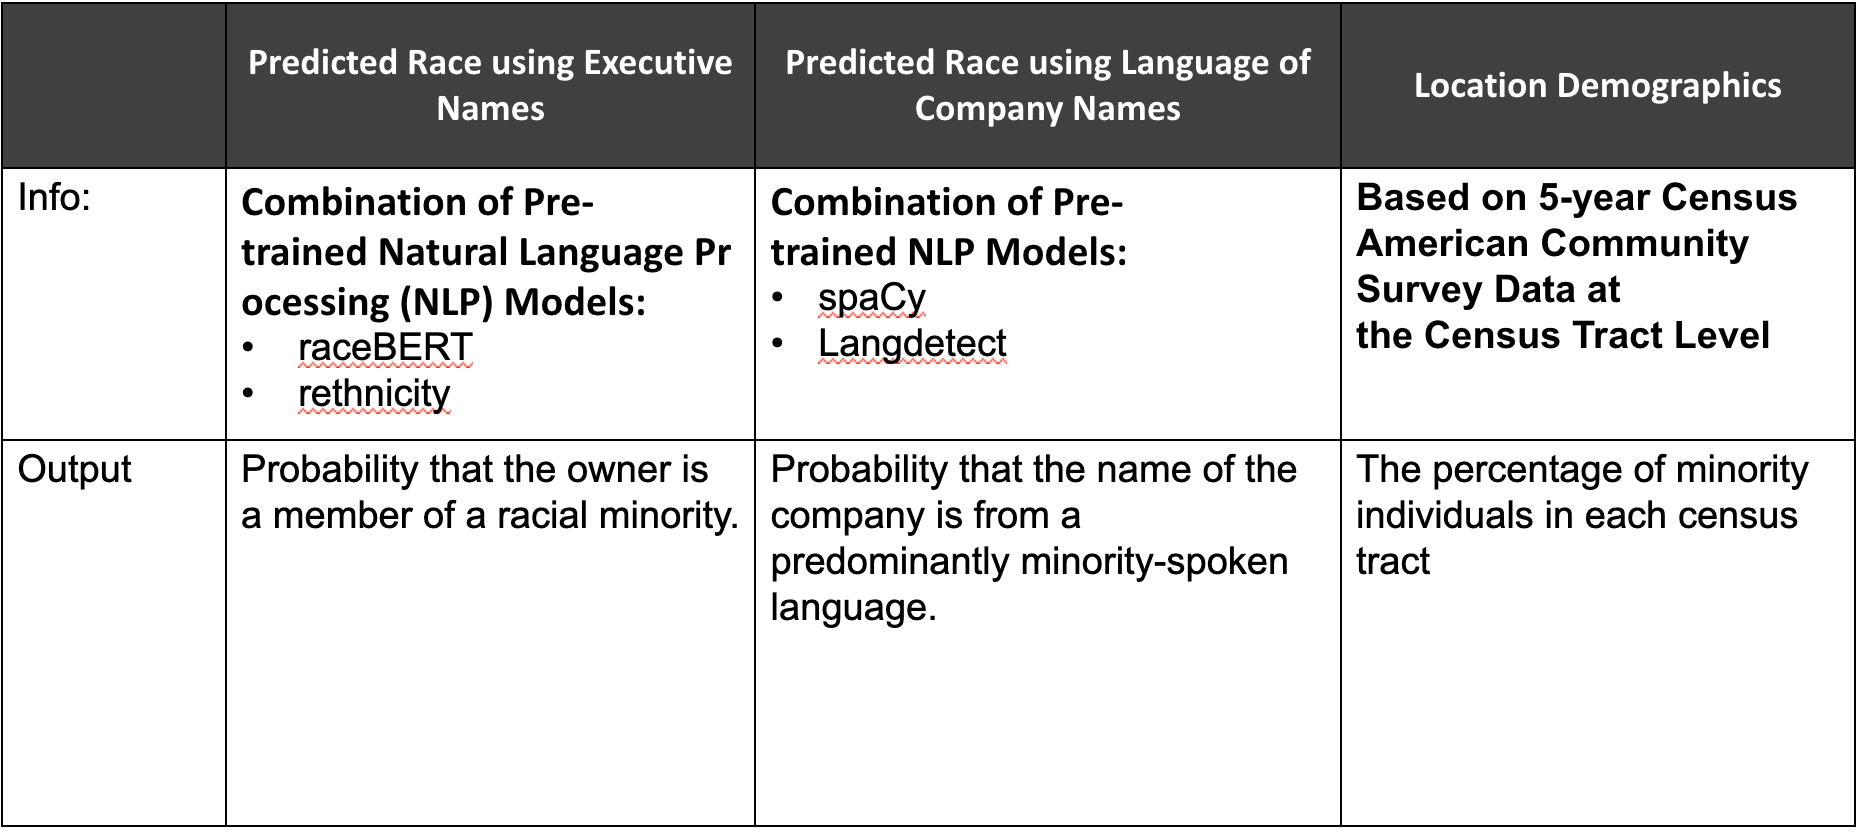 Predicted Race using Executive
Names
Predicted Race using Language of
Company Names
Location Demographics
Info:
Combination of Pre-
trained Natural Language Pr
ocessing (NLP) Models:
• raceBERT
• rethnicity
Combination of Pre-
trained NLP Models:
• spaCy
• Langdetect
Based on 5-year Census
American Community
Survey Data at
the Census Tract Level
Output
Probability that the owner is
a member of a racial minority.
Probability that the name of the
company is from a
predominantly minority-spoken
language.
The percentage of minority
individuals in each census
tract